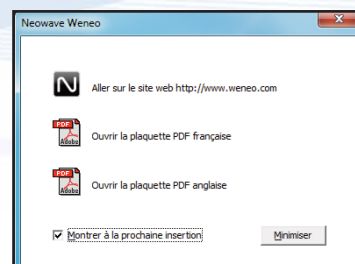 Neowave Weneo
Aller sur le site web http://www.weneo.com
PDF
Adobe
Ouvrir la plaquette PDF française
PDF
Adobe
Ouvrir la plaquette PDF anglaise
Montrer à la prochaine insertion
Minimiser